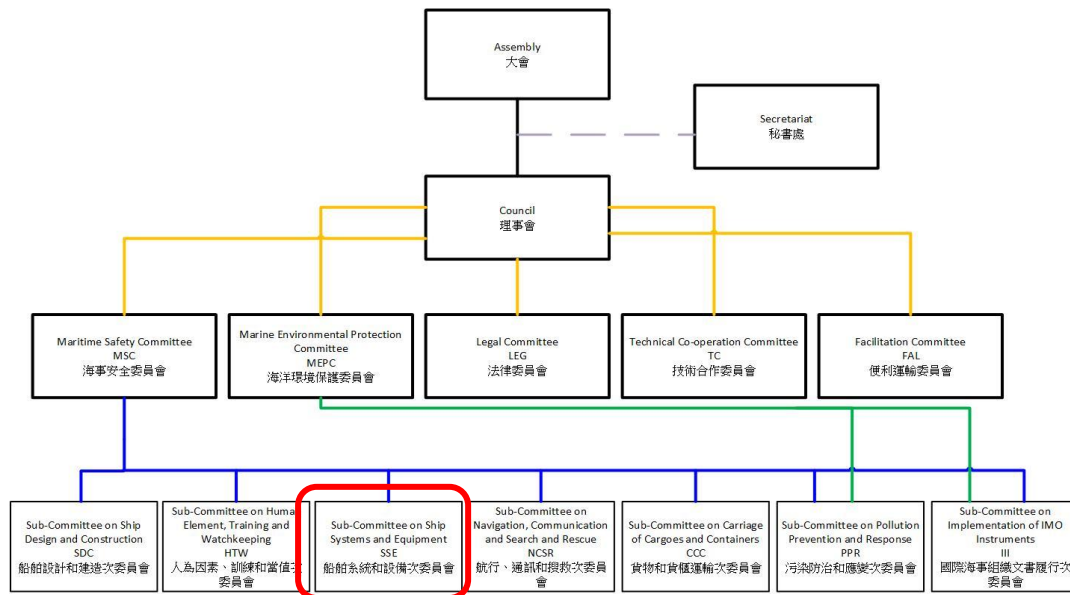 Assembly
大會
Secretariat
秘書處
Council
理事會
Maritime Safety Committee
MSC
海事安全委員會
Marine Environmental Protection
Committee
MEPC
海洋環境保護委員會
Legal Committee
LEG
法律委員會
Technical Co-operation Committee
TC
技術合作委員會
Facilitation Committee
FAL
便利運輸委員會
Sub-Committee on Ship
Design and Construction
SDC
船舶設計和建造次委員會
Sub-Committee on Human
Element, Training and
Watchkeeping
HTW
人為因素、訓練和當值次
委員會
Sub-Committee on Ship
Systems and Equipment
SSE
船舶系統和設備次委員會
Sub-Committee on
Navigation, Communication
and Search and Rescue
NCSR
航行、通訊和搜救次委員
會
Sub-Committee on Carriage
of Cargoes and Containers
CCC
貨物和貨櫃運輸次委員會
Sub-Committee on Pollution
Prevention and Response
PPR
污染防治和應變次委員會
Sub-Committee on
Implementation of IMO
Instruments
III
國際海事組織文書履行次
委員會